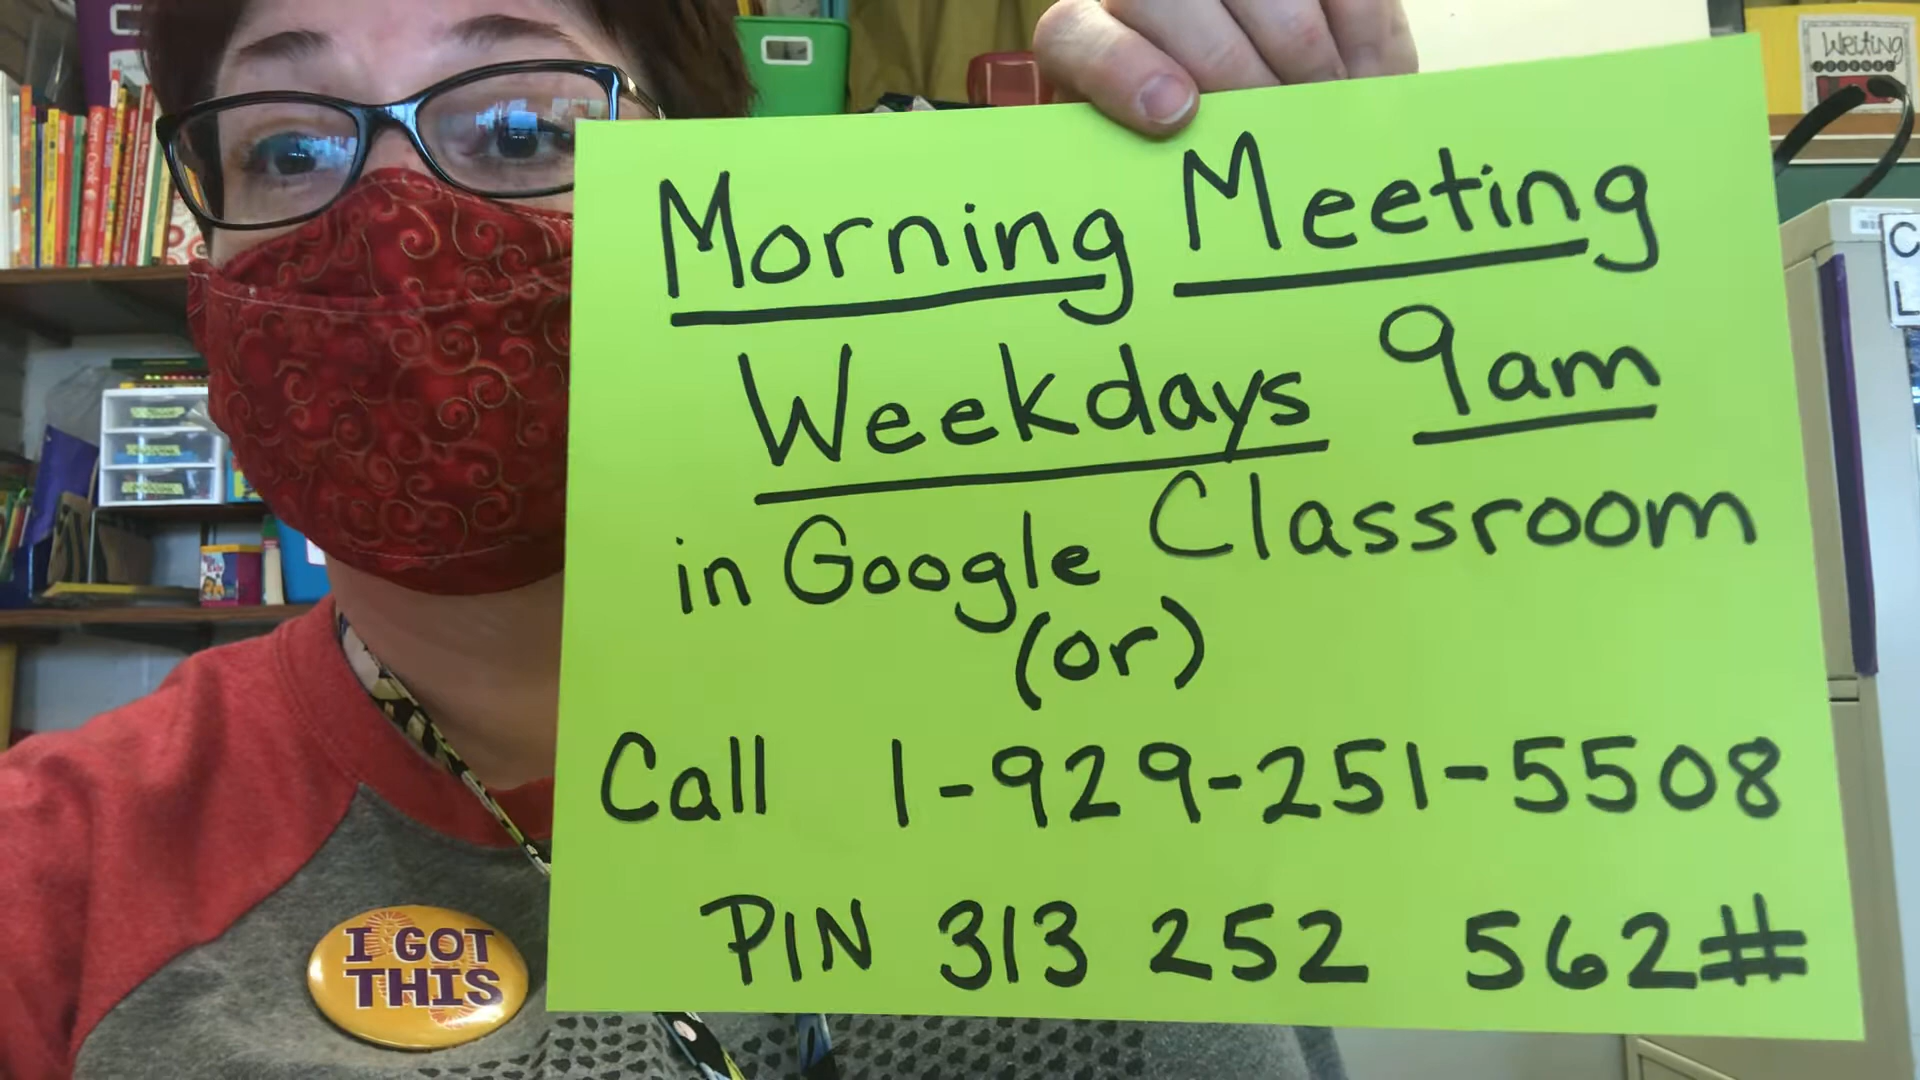 Morning Meeting
Weekdays 9am
in Google Classroom
(or)
Call 1-929-251-5508
PIN 313 252 562#
I GOT
THIS
Writing
JOURNAL
C
L